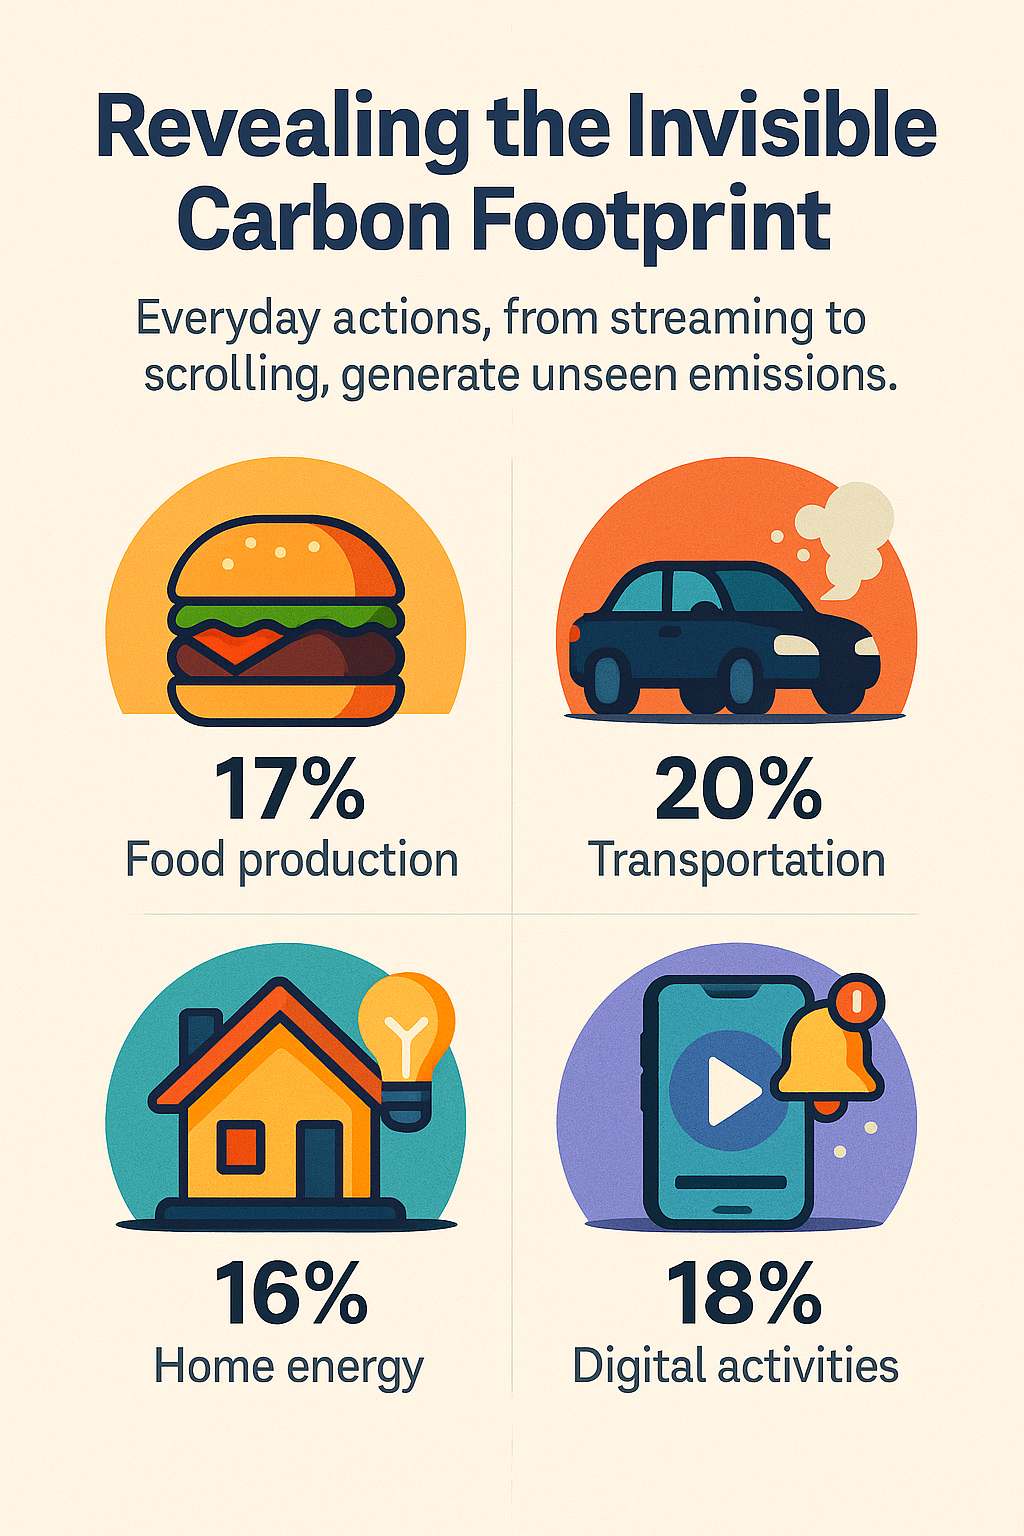 Revealing the Invisible
Carbon Footprint
Everyday actions, from streaming to
scrolling, generate unseen emissions.
17%
Food production
20%
Transportation
16%
Home energy
18%
Digital activities